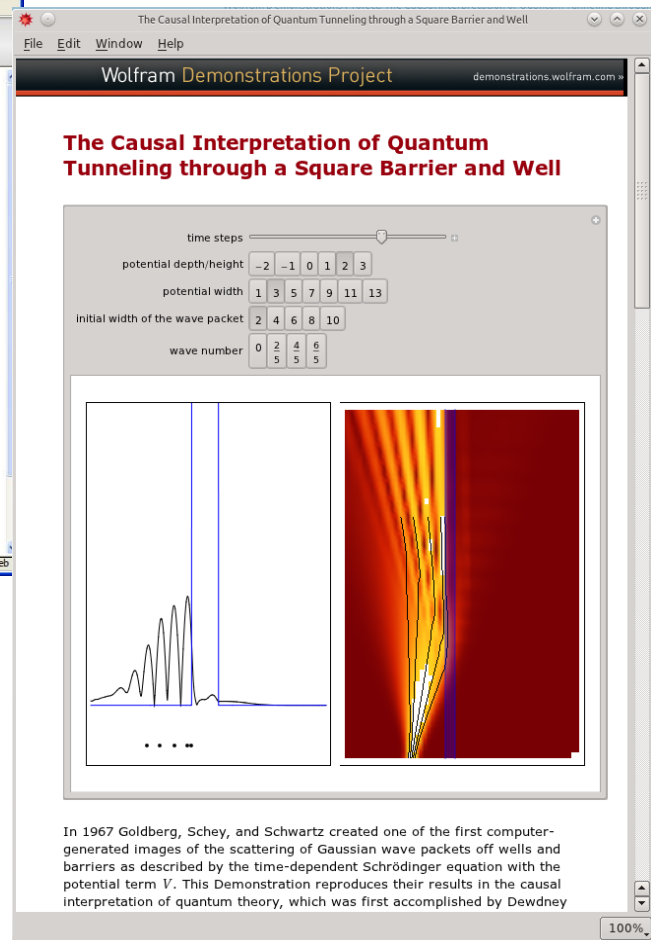 The Causal Interpretation of Quantum Tunneling through a Square Barrier and Well
File Edit Window Help
Wolfram Demonstrations Project demonstrations.wolfram.com »
The Causal Interpretation of Quantum
Tunneling through a Square Barrier and Well
time steps
potential depth/height −2 −1 0 1 2 3
potential width 1 3 5 7 9 11 13
initial width of the wave packet 2 4 6 8 10
wave number 0 2/5 4/5 6/5
In 1967 Goldberg, Schey, and Schwartz created one of the first computer-
generated images of the scattering of Gaussian wave packets off wells and
barriers as described by the time-dependent Schrödinger equation with the
potential term V. This Demonstration reproduces their results in the causal
interpretation of quantum theory, which was first accomplished by Dewdney
eb
100%